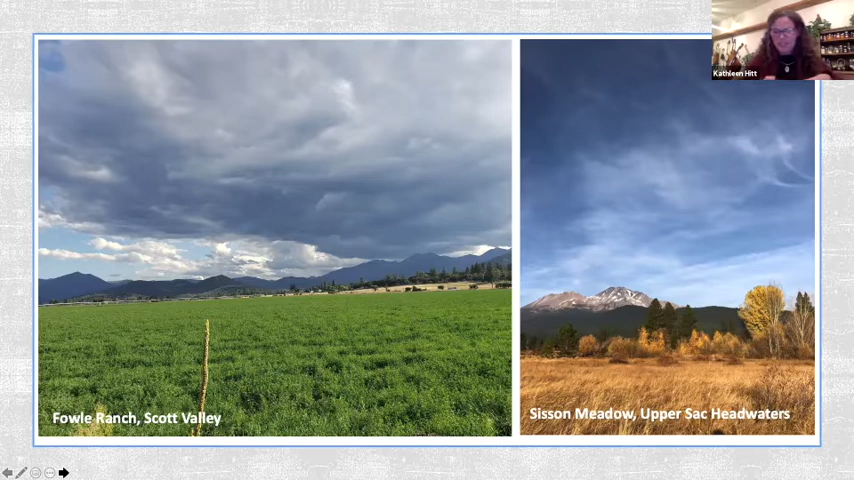 Kathleen Hitt
Fowle Ranch, Scott Valley
Sisson Meadow, Upper Sac Headwaters